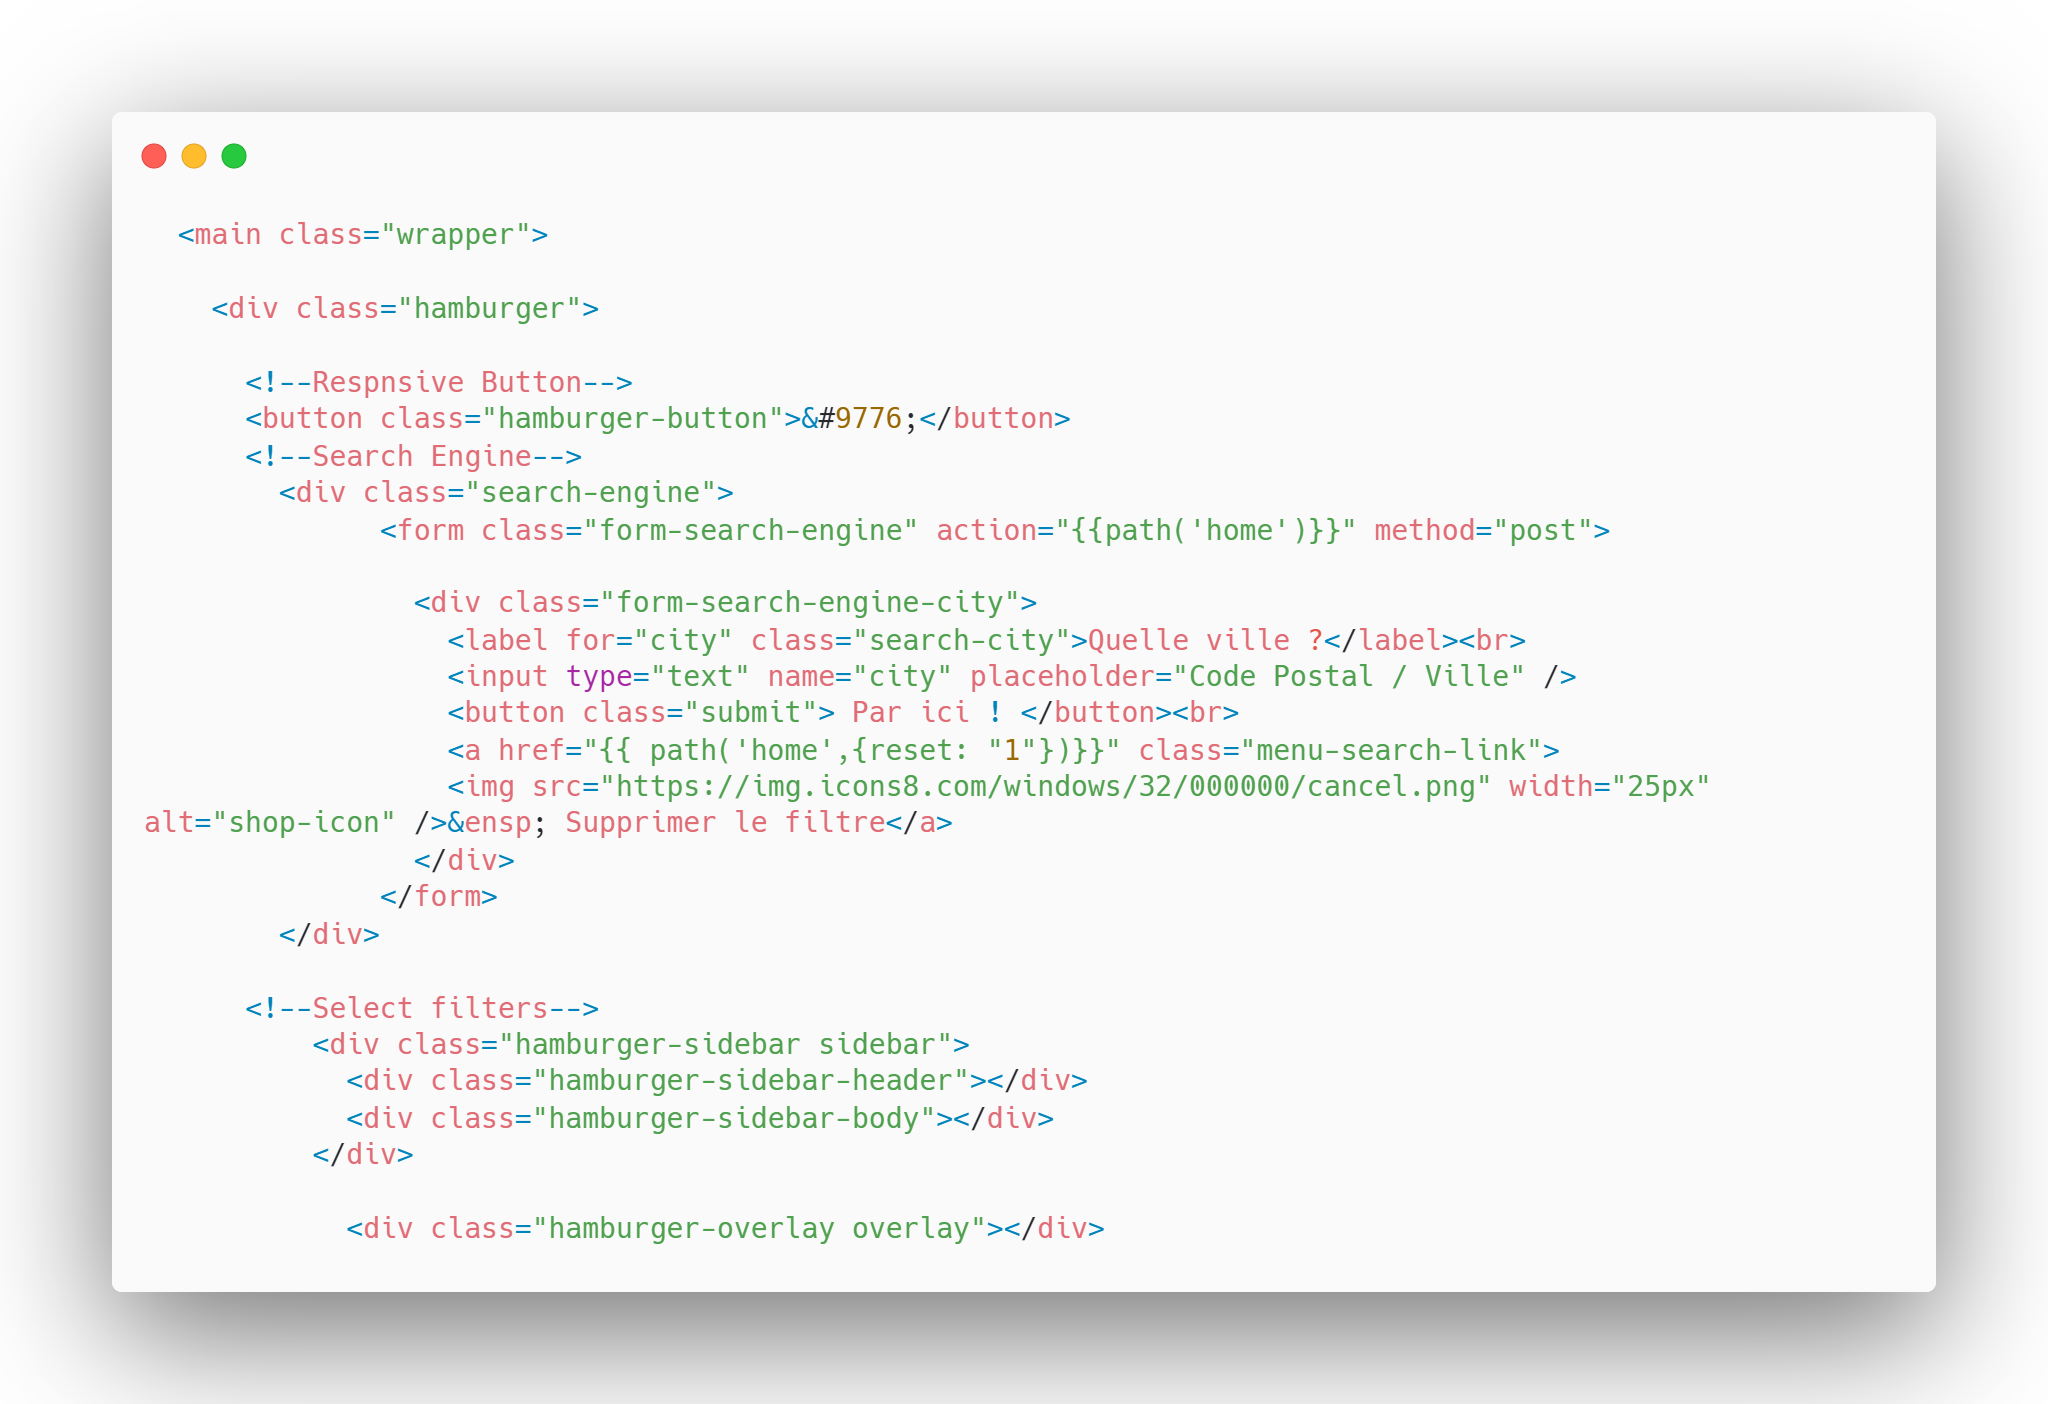 <main class="wrapper">
<div class="hamburger">
<!--Respnsive Button-->
<button class="hamburger-button">&#9776;</button>
<!--Search Engine-->
<div class="search-engine">
<form class="form-search-engine" action="{{path('home')}}" method="post">
<div class="form-search-engine-city">
<label for="city" class="search-city">Quelle ville ?</label><br>
<input type="text" name="city" placeholder="Code Postal / Ville" />
<button class="submit"> Par ici ! </button><br>
<a href="{{ path('home',{reset: "1"})}}" class="menu-search-link">
<img src="https://img.icons8.com/windows/32/000000/cancel.png" width="25px"
alt="shop-icon" />&ensp; Supprimer le filtre</a>
</div>
</form>
</div>
<!--Select filters-->
<div class="hamburger-sidebar sidebar">
<div class="hamburger-sidebar-header"></div>
<div class="hamburger-sidebar-body"></div>
</div>
<div class="hamburger-overlay overlay"></div>